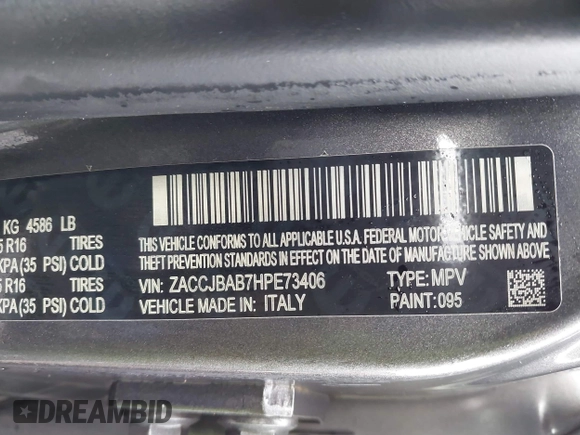 KG 4586 LB
5 R16 TIRES
KPA (35 PSI) COLD
5 R16 TIRES
KPA (35 PSI) COLD
THIS VEHICLE CONFORMS TO ALL APPLICABLE U.S.A. FEDERAL MOTOR VEHICLE SAFETY AND
THEFT PREVENTION STANDARDS IN EFFECT ON THE DATE OF MANUFACTURE SHOWN ABOVE.
VIN: ZACCJBAB7HPE73406 TYPE: MPV
VEHICLE MADE IN: ITALY PAINT: 095
DREAMBID